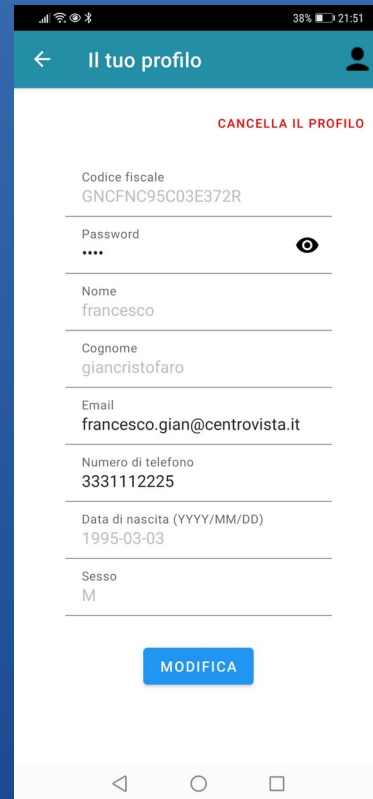 38% 21:51
Il tuo profilo
CANCELLA IL PROFILO
Codice fiscale
GNCFNC95C03E372R
Password
••••
Nome
francesco
Cognome
giancristofaro
Email
francesco.gian@centrovista.it
Numero di telefono
3331112225
Data di nascita (YYYY/MM/DD)
1995-03-03
Sesso
M
MODIFICA